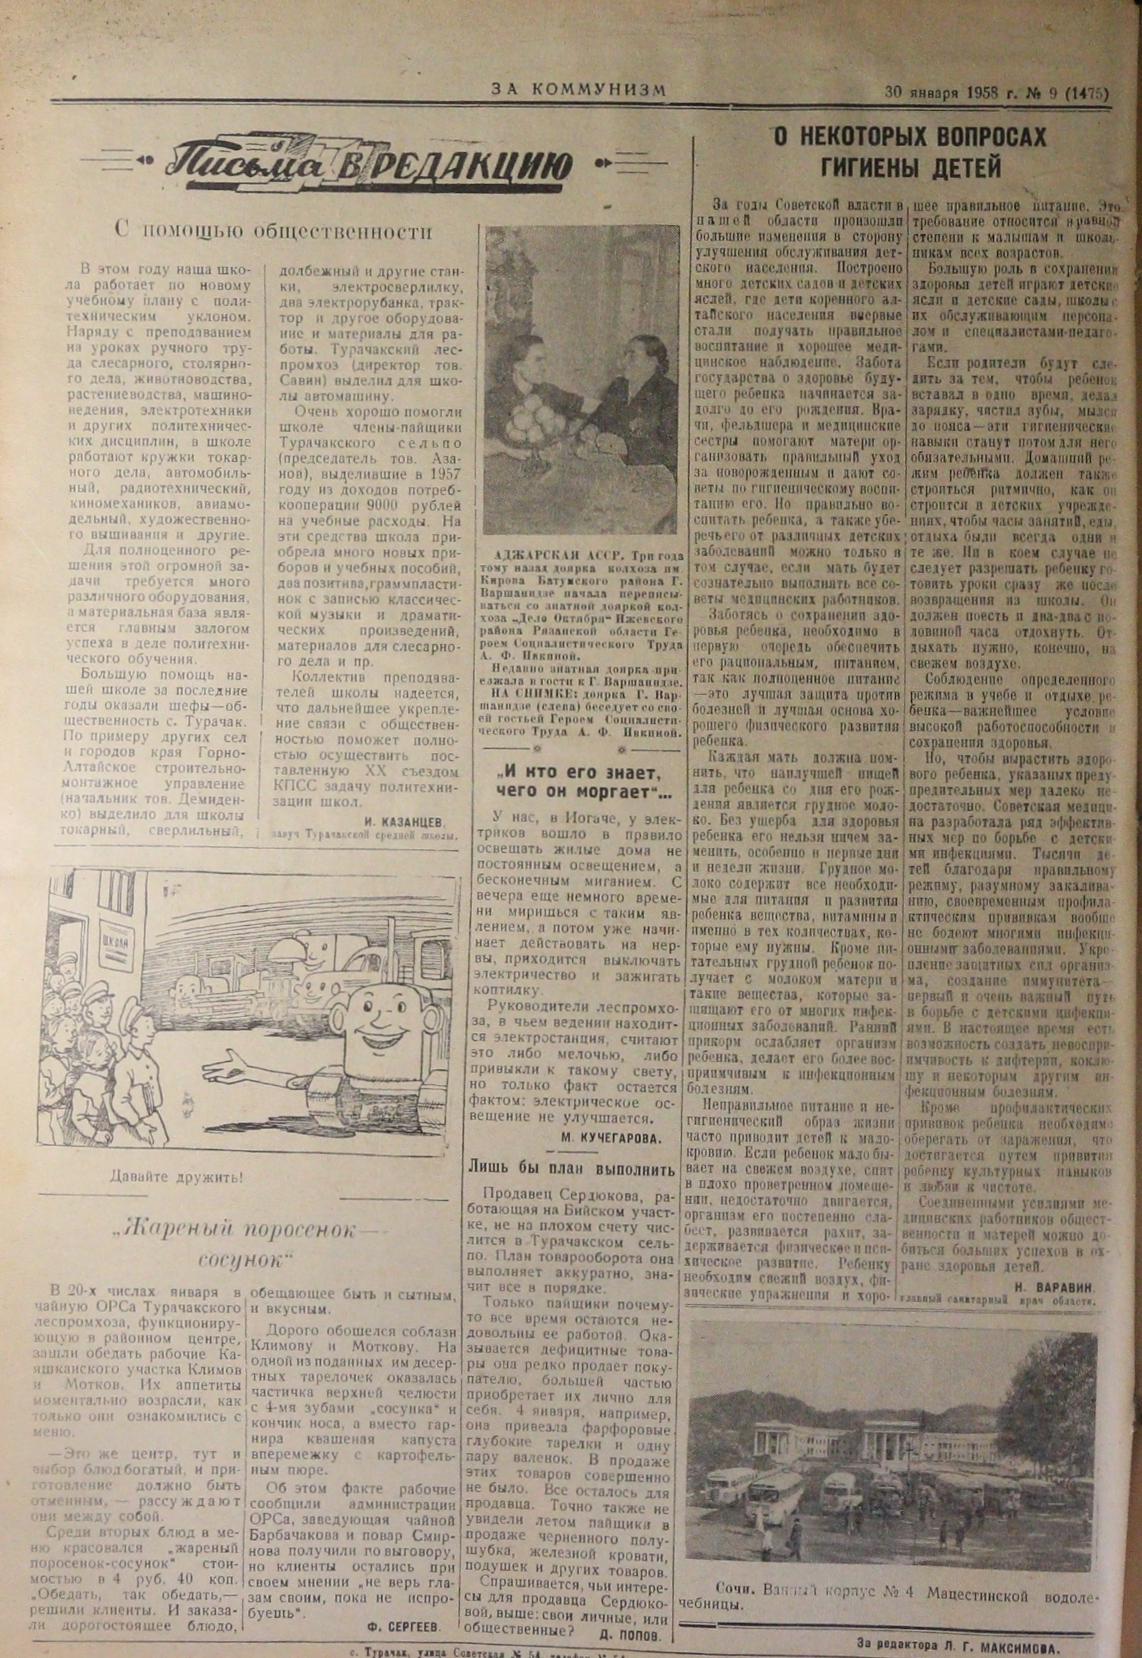 ЗА КОММУНИЗМ
30 января 1958 г. № 9 (1475)
Письма В РЕДАКЦИЮ
С помощью общественности
В этом году наша шко-
ла работает по новому
учебному плану с поли-
техническим уклоном.
Наряду с преподаванием
на уроках ручного тру-
да слесарного, столярно-
го дела, животноводства,
растениеводства, машино-
ведения, электротехники
и других политехничес-
ких дисциплин, в школе
работают кружки токар-
ного дела, автомобиль-
ный, радиотехнический,
киномехаников, авиамо-
дельный, художественно-
го вышивания и другие.
Для полноценного ре-
шения этой огромной за-
дачи требуется много
различного оборудования,
а материальная база явля-
ется главным залогом
успеха в деле политехни-
ческого обучения.
Большую помощь на-
шей школе за последние
годы оказали шефы—об-
щественность с. Турачак.
По примеру других сел
и городов края Горно-
Алтайское строительно-
монтажное управление
(начальник тов. Демиден-
ко) выделило для школы
токарный, сверлильный,
долбежный и другие стан-
ки, электросверлилку,
два электрорубанка, трак-
тор и другое оборудова-
ние и материалы для ра-
боты. Турачакский лес-
промхоз (директор тов.
Савин) выделил для шко-
лы автомашину.
Очень хорошо помогли
школе члены-пайщики
Турачакского сельпо
(председатель тов. Аза-
нов), выделившие в 1957
году из доходов потреб-
кооперации 9000 рублей
на учебные расходы. На
эти средства школа при-
обрела много новых при-
боров и учебных пособий,
два позитива, граммпласти-
нок с записью классичес-
кой музыки и драмати-
ческих произведений,
материалов для слесарно-
го дела и пр.
Коллектив преподава-
телей школы надеется,
что дальнейшее укрепле-
ние связи с обществен-
ностью поможет полно-
стью осуществить пос-
тавленную XX съездом
КПСС задачу политехни-
зации школ.
И. КАЗАНЦЕВ,
завуч Турачакской средней школы.
ШКОЛА
Давайте дружить!
„Жареный поросенок—
сосунок“
В 20-х числах января в
чайную ОРСа Турачакского
леспромхоза, функциониру-
ющую в районном центре,
зашли обедать рабочие Ка-
яшканского участка Климов
и Мотков. Их аппетиты
моментально возрасли, как
только они ознакомились с
меню.
—Это же центр, тут и
выбор блюд богатый, и при-
готовление должно быть
отменным, — рассуждают
они между собой.
Среди вторых блюд в ме-
ню красовался „жареный
поросенок-сосунок“ стои-
мостью в 4 руб. 40 коп.
„Обедать, так обедать,—
решили клиенты. И заказа-
ли дорогостоящее блюдо,
обещающее быть и сытным,
и вкусным.
Дорого обошелся соблазн
Климову и Моткову. На
одной из поданных им десер-
тных тарелочек оказалась
частичка верхней челюсти
с 4-мя зубами „сосунка“ и
кончик носа, а вместо гар-
нира квашеная капуста
вперемежку с картофель-
ным пюре.
Об этом факте рабочие
сообщили администрации
ОРСа, заведующая чайной
Барбачакова и повар Смир-
нова получили по выговору,
но клиенты остались при
своем мнении „не верь гла-
зам своим, пока не испро-
буешь“.
Ф. СЕРГЕЕВ.
АДЖАРСКАЯ АССР. Три года
тому назад доярка колхоза им.
Кирова Батумского района Г.
Варшанидзе начала переписы-
ваться со знатной дояркой кол-
хоза „Дело Октября“ Ижевского
района Рязанской области Ге-
роем Социалистического Труда
А. Ф. Ивкиной.
Недавно знатная доярка при-
езжала в гости к Г. Варшанидзе.
НА СНИМКЕ: доярка Г. Вар-
шанидзе (слева) беседует со сво-
ей гостьей Героем Социалисти-
ческого Труда А. Ф. Ивкиной.
„И кто его знает,
чего он моргает“...
У нас, в Иогаче, у элек-
триков вошло в правило
освещать жилые дома не
постоянным освещением, а
бесконечным миганием. С
вечера еще немного време-
ни миришься с таким яв-
лением, а потом уже начи-
нает действовать на нер-
вы, приходится выключать
электричество и зажигать
коптилку.
Руководители леспромхо-
за, в чьем ведении находит-
ся электростанция, считают
это либо мелочью, либо
привыкли к такому свету,
но только факт остается
фактом: электрическое ос-
вещение не улучшается.
М. КУЧЕГАРОВА.
Лишь бы план выполнить
Продавец Сердюкова, ра-
ботающая на Бийском участ-
ке, не на плохом счету чис-
лится в Турачакском сель-
по. План товарооборота она
выполняет аккуратно, зна-
чит все в порядке.
Только пайщики почему-
то все время остаются не-
довольны ее работой. Ока-
зывается дефицитные това-
ры она редко продает поку-
пателю, большей частью
приобретает их лично для
себя. 4 января, например,
она привезла фарфоровые
глубокие тарелки и одну
пару валенок. В продаже
этих товаров совершенно
не было. Все осталось для
продавца. Точно также не
увидели летом пайщики в
продаже черненного полу-
шубка, железной кровати,
подушек и других товаров.
Спрашивается, чьи интере-
сы для продавца Сердюко-
вой, выше: свои личные, или
общественные?
Д. ПОПОВ.
О НЕКОТОРЫХ ВОПРОСАХ
ГИГИЕНЫ ДЕТЕЙ
За годы Советской власти в
нашей области произошли
большие изменения в сторону
улучшения обслуживания дет-
ского населения. Построено
много детских садов и детских
яслей, где дети коренного ал-
тайского населения впервые
стали получать правильное
воспитание и хорошее меди-
цинское наблюдение. Забота
государства о здоровье буду-
щего ребенка начинается за-
долго до его рождения. Вра-
чи, фельдшера и медицинские
сестры помогают матери ор-
ганизовать правильный уход
за новорожденным и дают со-
веты по гигиеническому воспи-
танию его. Но правильно во-
спитать ребенка, а также убе-
речь его от различных детских
заболеваний можно только в
том случае, если мать будет
сознательно выполнять все со-
веты медицинских работников.
Заботясь о сохранении здо-
ровья ребенка, необходимо в
первую очередь обеспечить
его рациональным, питанием,
так как полноценное питание
—это лучшая защита против
болезней и лучшая основа хо-
рошего физического развития
ребенка.
Каждая мать должна пом-
нить, что наилучшей пищей
для ребенка со дня его рож-
дения является грудное моло-
ко. Без ущерба для здоровья
ребенка его нельзя ничем за-
менить, особенно в первые дни
и недели жизни. Грудное мо-
локо содержит все необходи-
мые для питания и развития
ребенка вещества, витамины и
именно в тех количествах, ко-
торые ему нужны. Кроме пи-
тательных грудной ребенок по-
лучает с молоком матери и
такие вещества, которые за-
щищают его от многих инфек-
ционных заболеваний. Ранний
прикорм ослабляет организм
ребенка, делает его более вос-
приимчивым к инфекционным
болезням.
Неправильное питание и не-
гигиенический образ жизни
часто приводит детей к мало-
кровию. Если ребенок мало бы-
вает на свежем воздухе, спит
в плохо проветренном помеще-
нии, недостаточно двигается,
организм его постепенно сла-
беет, развивается рахит, за-
держивается физическое и пси-
хическое развитие. Ребенку
необходим свежий воздух, фи-
зические упражнения и хоро-
шее правильное питание. Это
требование относится в равной
степени к малышам и школь-
никам всех возрастов.
Большую роль в сохранении
здоровья детей играют детские
ясли и детские сады, школы с
их обслуживающим персона-
лом и специалистами-педаго-
гами.
Если родители будут сле-
дить за тем, чтобы ребенок
вставал в одно время, делал
зарядку, чистил зубы, мылся
до пояса—эти гигиенические
навыки станут потом для него
обязательными. Домашний ре-
жим ребенка должен также
строиться ритмично, как он
строится в детских учрежде-
ниях, чтобы часы занятий, еды,
отдыха были всегда одни и
те же. Ни в коем случае не
следует разрешать ребенку го-
товить уроки сразу же после
возвращения из школы. Он
должен поесть и два-два с по-
ловиной часа отдохнуть. От-
дыхать нужно, конечно, на
свежем воздухе.
Соблюдение определенного
режима в учебе и отдыхе ре-
бенка—важнейшее условие
высокой работоспособности и
сохранения здоровья.
Но, чтобы вырастить здоро-
вого ребенка, указаных преду-
предительных мер далеко не-
достаточно. Советская медици-
на разработала ряд эффектив-
ных мер по борьбе с детски-
ми инфекциями. Тысячи де-
тей благодаря правильному
режиму, разумному закалива-
нию, своевременным профила-
ктическим прививкам вообще
не болеют многими инфекци-
онными заболеваниями. Укре-
пление защитных сил организ-
ма, создание иммунитета—
первый и очень важный путь
в борьбе с детскими инфекци-
ями. В настоящее время есть
возможность создать невоспри-
имчивость к дифтерии, коклю-
шу и некоторым другим ин-
фекционным болезням.
Кроме профилактических
прививок ребенка необходимо
оберегать от заражения, что
достигается путем привития
ребенку культурных навыков
и любви к чистоте.
Соединенными усилиями ме-
дицинских работников общест-
венности и матерей можно до-
биться больших успехов в ох-
ране здоровья детей.
Н. ВАРАВИН,
главный санитарный врач области.
Сочи. Ванный корпус № 4 Мацестинской водоле-
чебницы.
За редактора Л. Г. МАКСИМОВА.
с. Турачак, улица Советская № 54,